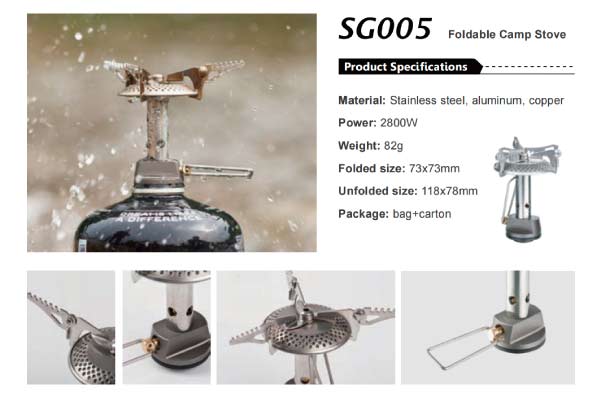 SG005 Foldable Camp Stove
Product Specifications
Material: Stainless steel, aluminum, copper
Power: 2800W
Weight: 82g
Folded size: 73x73mm
Unfolded size: 118x78mm
Package: bag+carton
A DIFFERENCE